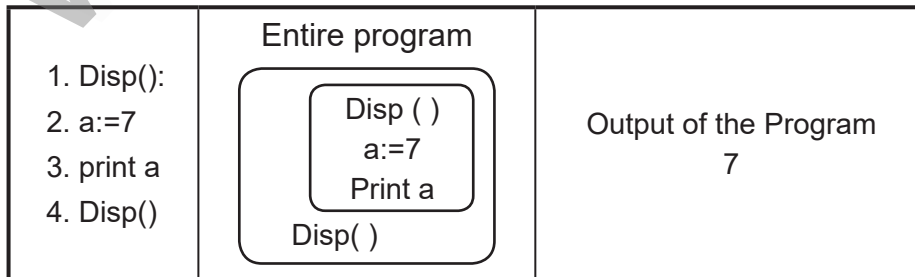 1. Disp():
2. a:=7
3. print a
4. Disp()
Entire program
Disp ( )
a:=7
Print a
Disp( )
Output of the Program
7